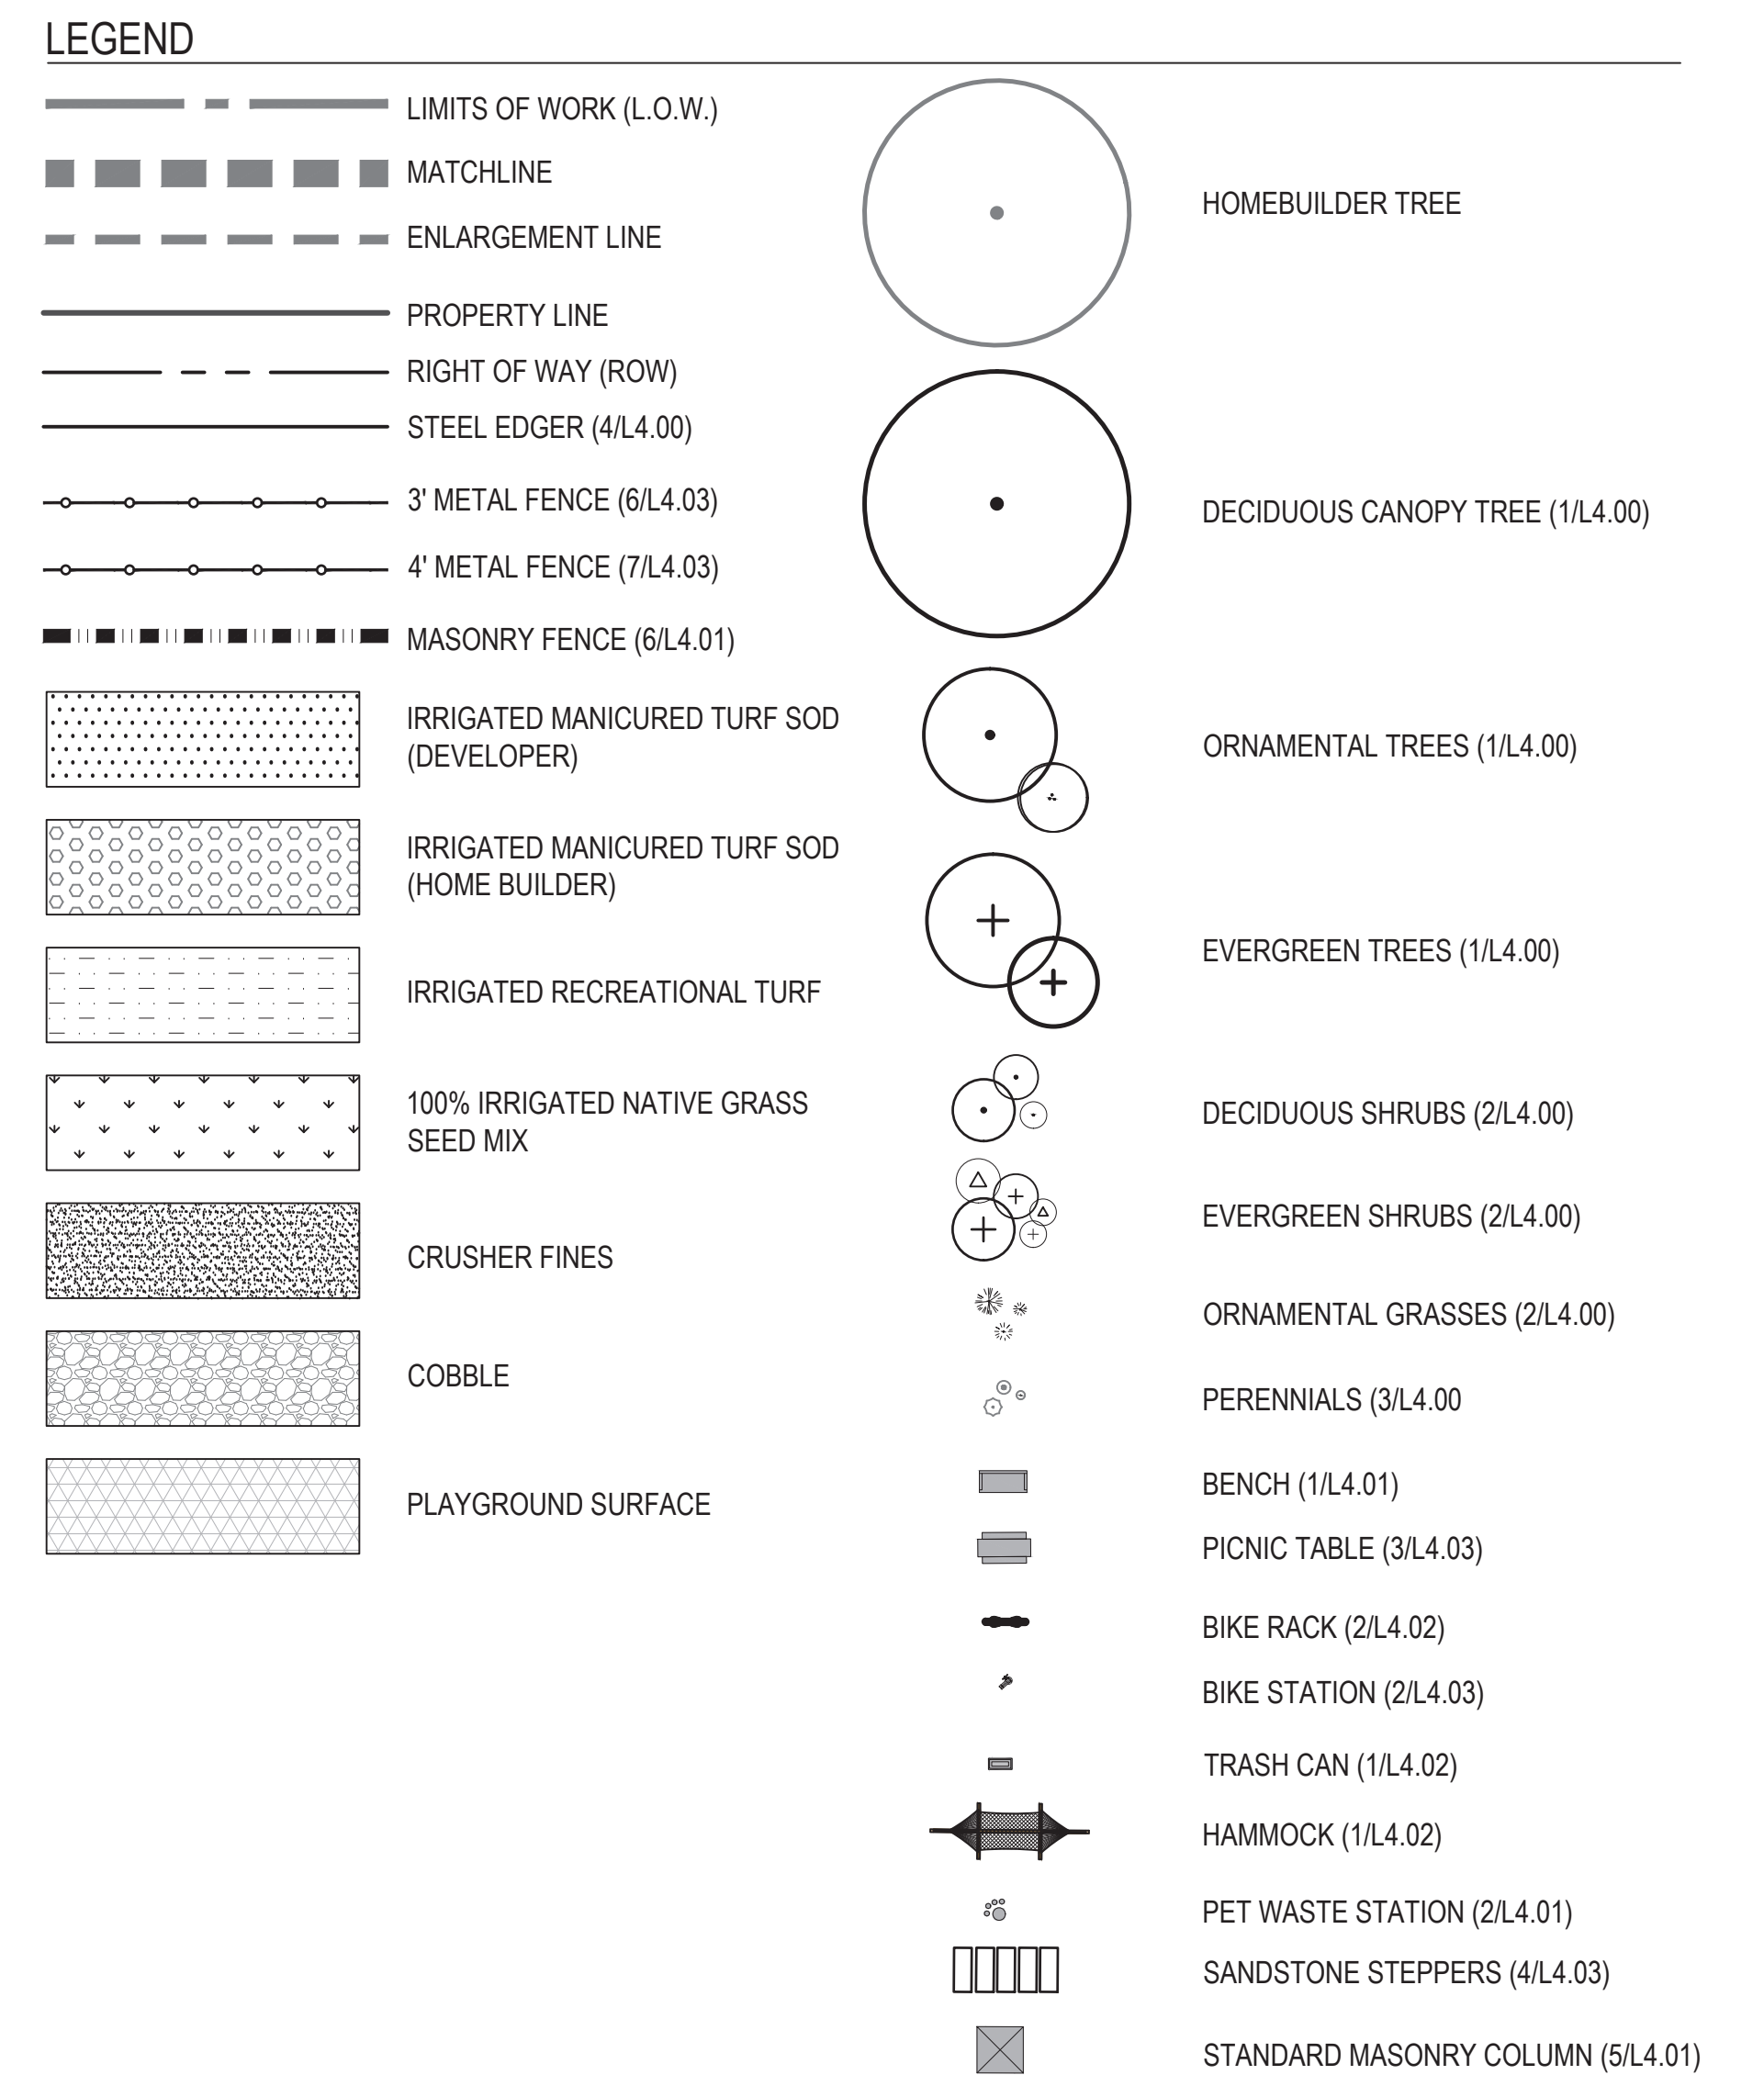 LEGEND
LIMITS OF WORK (L.O.W.)
MATCHLINE
ENLARGEMENT LINE
PROPERTY LINE
RIGHT OF WAY (ROW)
STEEL EDGER (4/L4.00)
3' METAL FENCE (6/L4.03)
4' METAL FENCE (7/L4.03)
MASONRY FENCE (6/L4.01)
IRRIGATED MANICURED TURF SOD
(DEVELOPER)
IRRIGATED MANICURED TURF SOD
(HOME BUILDER)
IRRIGATED RECREATIONAL TURF
100% IRRIGATED NATIVE GRASS
SEED MIX
CRUSHER FINES
COBBLE
PLAYGROUND SURFACE
HOMEBUILDER TREE
DECIDUOUS CANOPY TREE (1/L4.00)
ORNAMENTAL TREES (1/L4.00)
EVERGREEN TREES (1/L4.00)
DECIDUOUS SHRUBS (2/L4.00)
EVERGREEN SHRUBS (2/L4.00)
ORNAMENTAL GRASSES (2/L4.00)
PERENNIALS (3/L4.00
BENCH (1/L4.01)
PICNIC TABLE (3/L4.03)
BIKE RACK (2/L4.02)
BIKE STATION (2/L4.03)
TRASH CAN (1/L4.02)
HAMMOCK (1/L4.02)
PET WASTE STATION (2/L4.01)
SANDSTONE STEPPERS (4/L4.03)
STANDARD MASONRY COLUMN (5/L4.01)